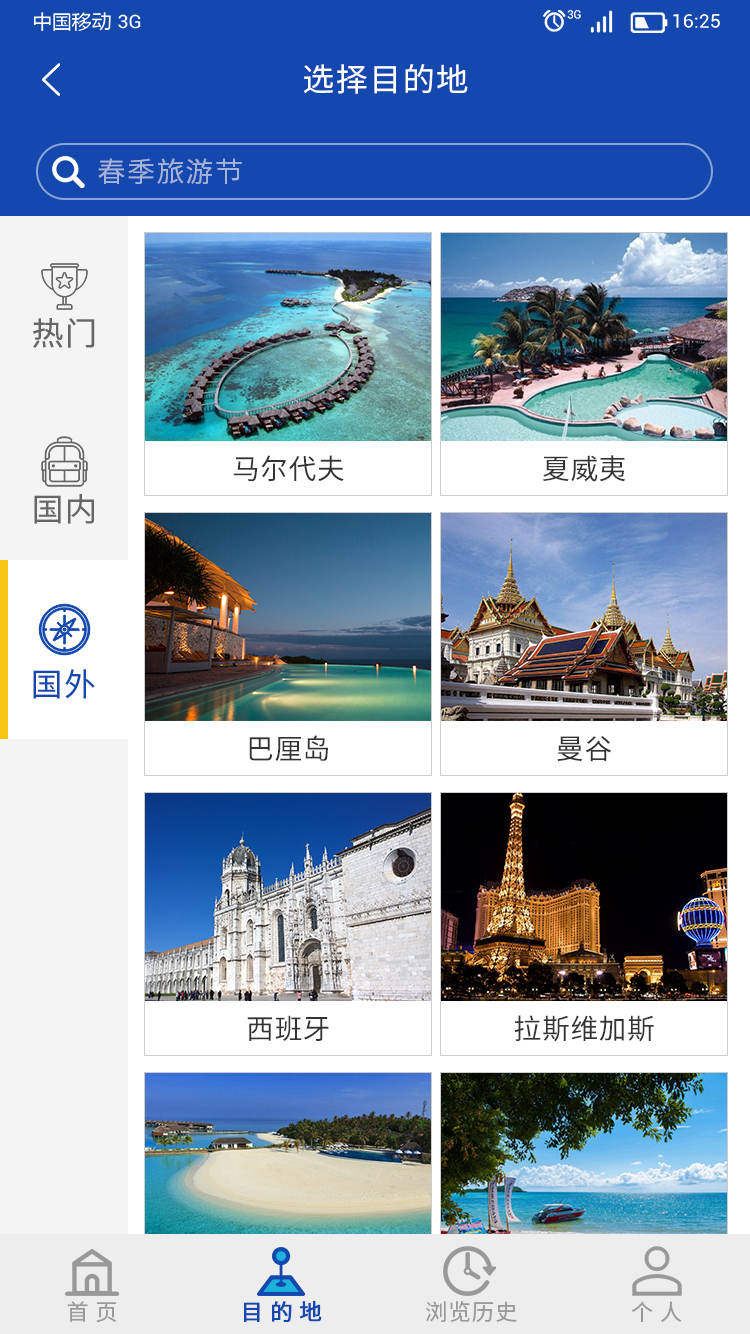 中国移动 3G
3G
16:25
选择目的地
春季旅游节
热门
国内
国外
马尔代夫
夏威夷
巴厘岛
曼谷
西班牙
拉斯维加斯
首 页
目 的 地
浏览历史
个 人